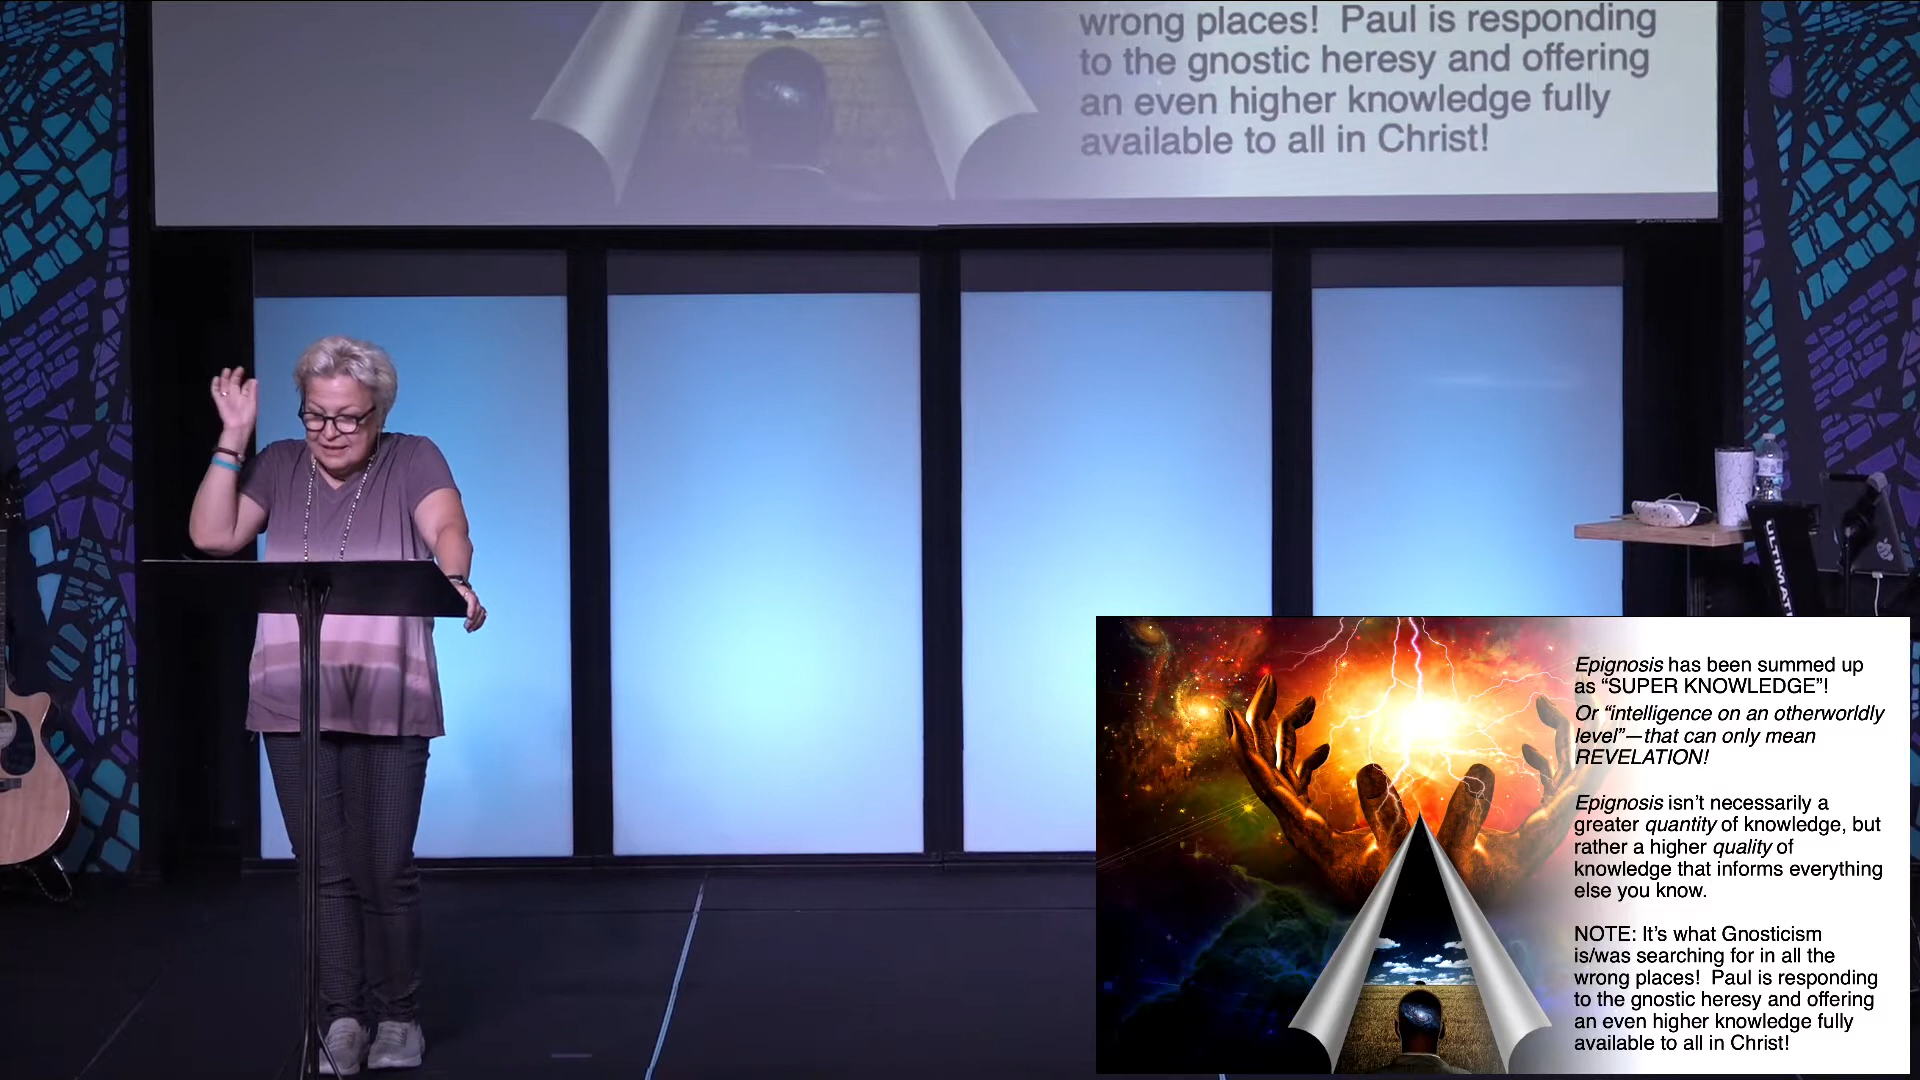 wrong places! Paul is responding
to the gnostic heresy and offering
an even higher knowledge fully
available to all in Christ!
ULTIMAT
Epignosis has been summed up
as “SUPER KNOWLEDGE”!
Or “intelligence on an otherworldly
level”—that can only mean
REVELATION!
Epignosis isn’t necessarily a
greater quantity of knowledge, but
rather a higher quality of
knowledge that informs everything
else you know.
NOTE: It’s what Gnosticism
is/was searching for in all the
wrong places! Paul is responding
to the gnostic heresy and offering
an even higher knowledge fully
available to all in Christ!